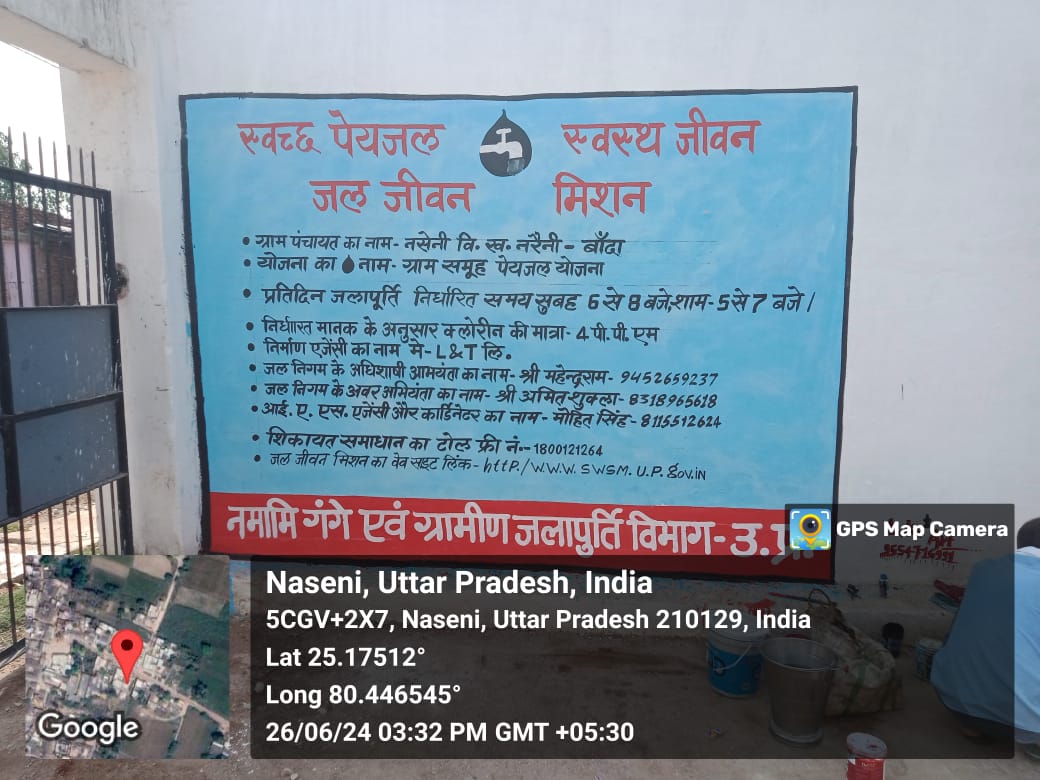 स्वच्छ पेयजल स्वस्थ जीवन
जल जीवन मिशन
• ग्राम पंचायत का नाम- नसेनी वि. ख. नरैनी - बाँदा
• योजना का नाम- ग्राम समूह पेयजल योजना
• प्रतिदिन जलापूर्ति निर्धारित समय सुबह 6 से 8 बजे, शाम- 5 से 7 बजे /
• निर्धाारत मानक के अनुसार क्लोरीन की मात्रा- 4 पी. पी. एम
• निर्माण एजेंसी का नाम मे- L&T लि.
• जल निगम के अधिशाषी आमयंता का नाम- श्री महेन्द्रराम- 9452659237
• जल निगम के अवर अभियंता का नाम- श्री अमित शुक्ला- 8318965618
• आई. ए. एस. एजेंसी और कार्डिनेटर का नाम- मोहित सिंह- 8115512624
• शिकायत समाधान का टोल फ्री नं.- 1800121264
• जल जीवन मिशन का वेव साइट लिंक- http./www.swsm.u.p.gov.in
नमामि गंगे एवं ग्रामीण जलापुर्ति विभाग- उ.
GPS Map Camera
Naseni, Uttar Pradesh, India
5CGV+2X7, Naseni, Uttar Pradesh 210129, India
Lat 25.17512°
Long 80.446545°
26/06/24 03:32 PM GMT +05:30
Google